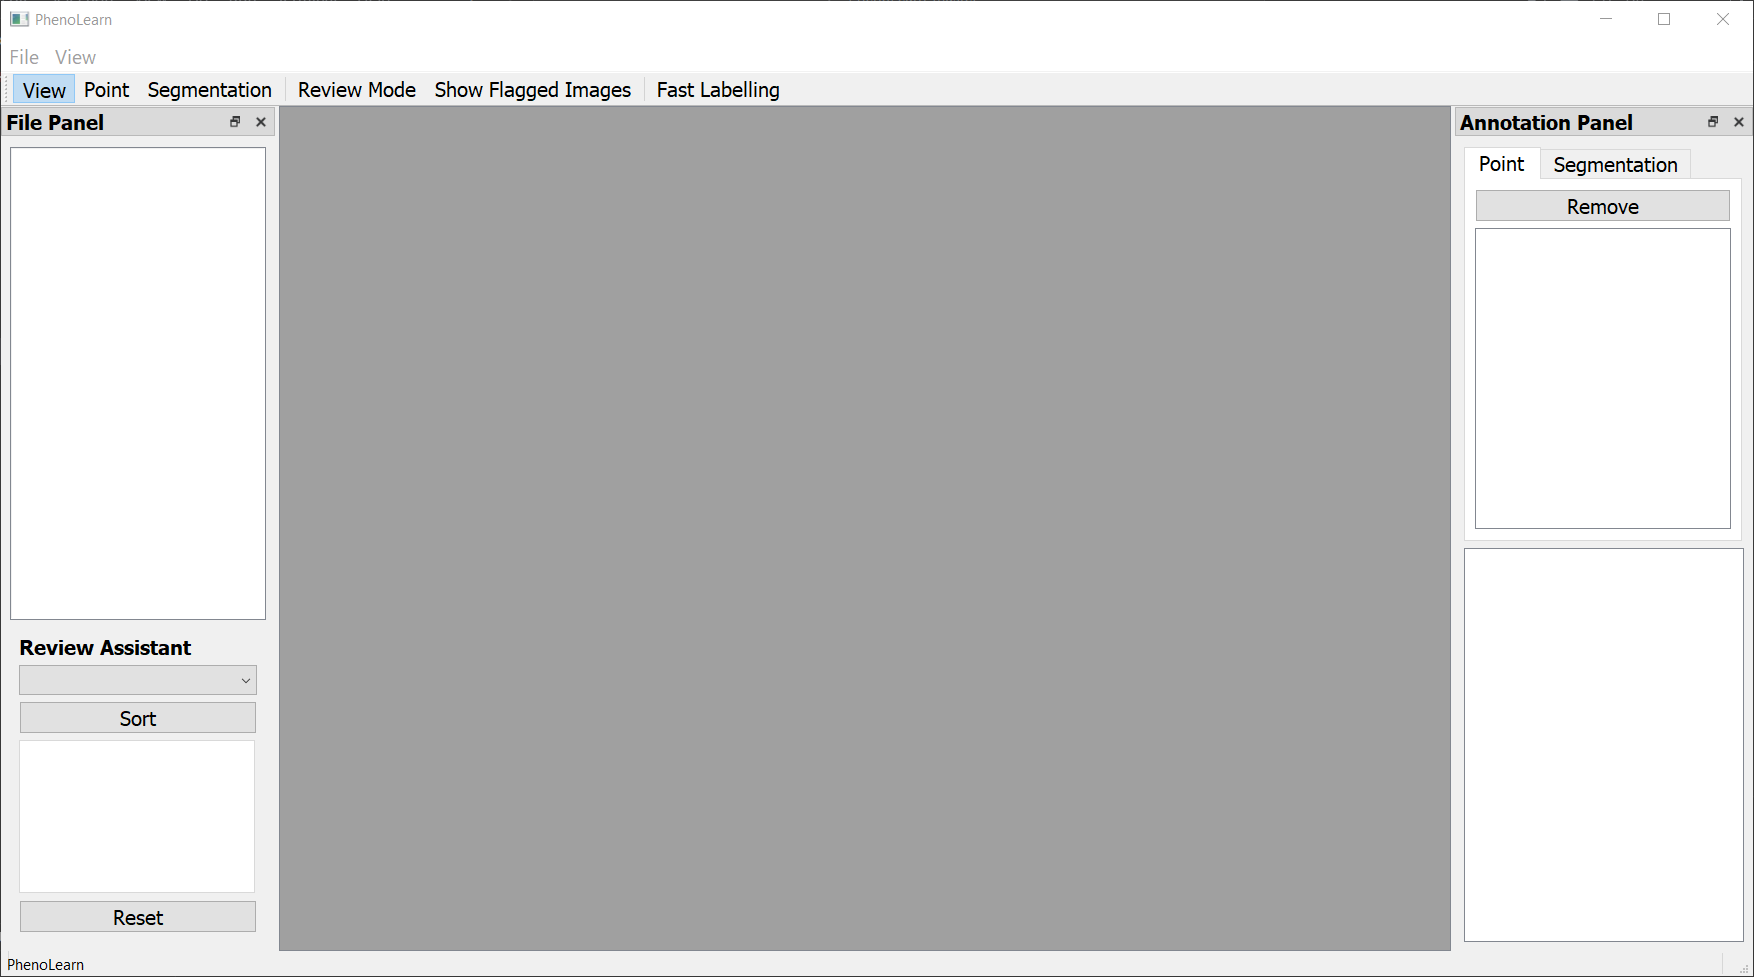 PhenoLearn
File View
View Point Segmentation Review Mode Show Flagged Images Fast Labelling
File Panel
Review Assistant
Sort
Reset
Annotation Panel
Point Segmentation
Remove
PhenoLearn